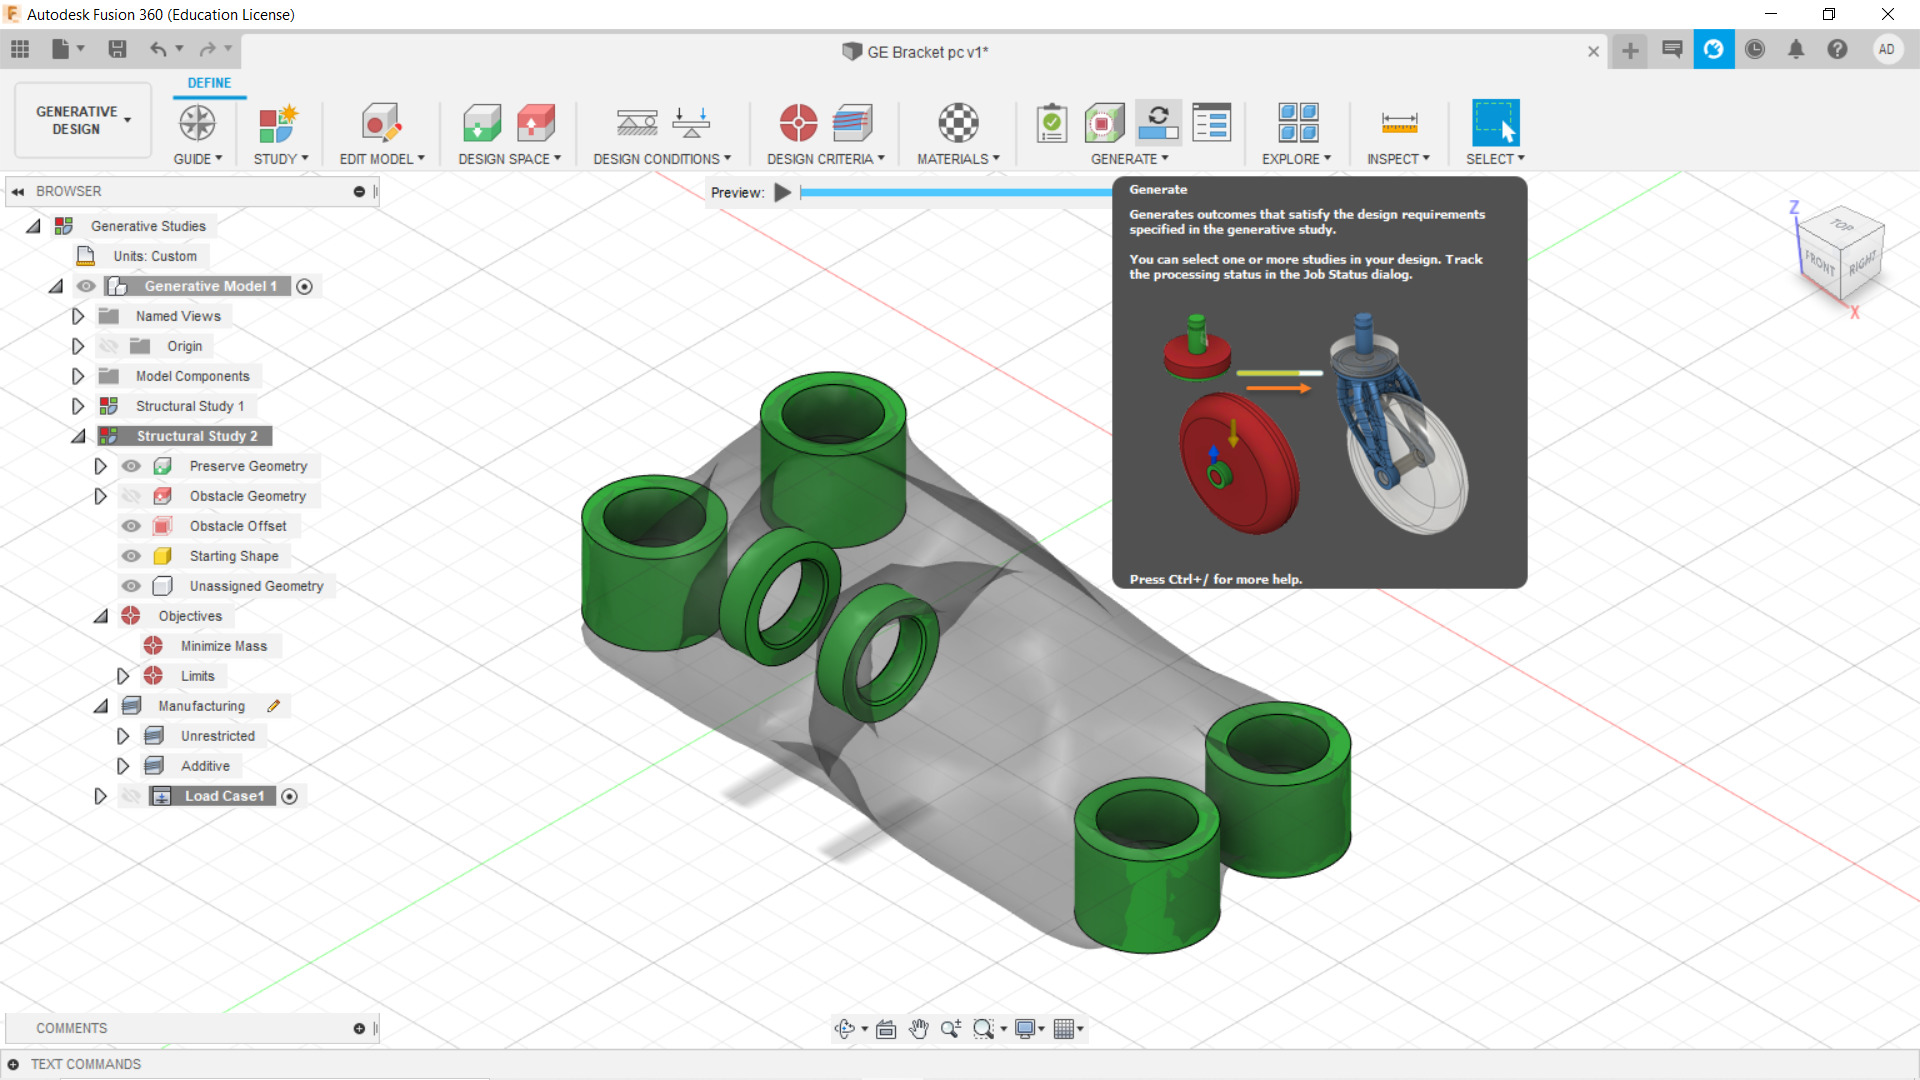 Autodesk Fusion 360 (Education License)
GE Bracket pc v1*
AD
DEFINE
GENERATIVE
DESIGN
GUIDE
STUDY
EDIT MODEL
DESIGN SPACE
DESIGN CONDITIONS
DESIGN CRITERIA
MATERIALS
GENERATE
EXPLORE
INSPECT
SELECT
BROWSER
Preview:
Generate
Generates outcomes that satisfy the design requirements
specified in the generative study.
You can select one or more studies in your design. Track
the processing status in the Job Status dialog.
Press Ctrl+/ for more help.
Z
TOP
FRONT
RIGHT
X
Generative Studies
Units: Custom
Generative Model 1
Named Views
Origin
Model Components
Structural Study 1
Structural Study 2
Preserve Geometry
Obstacle Geometry
Obstacle Offset
Starting Shape
Unassigned Geometry
Objectives
Minimize Mass
Limits
Manufacturing
Unrestricted
Additive
Load Case1
COMMENTS
TEXT COMMANDS